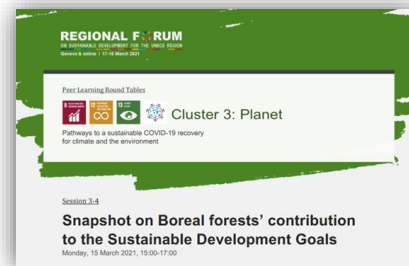 REGIONAL FORUM
ON SUSTAINABLE DEVELOPMENT FOR THE UNECE REGION
Geneva & online | 17-18 March 2021
Peer Learning Round Tables
Cluster 3: Planet
Pathways to a sustainable COVID-19 recovery
for climate and the environment
Session 3-4
Snapshot on Boreal forests' contribution
to the Sustainable Development Goals
Monday, 15 March 2021, 15:00-17:00